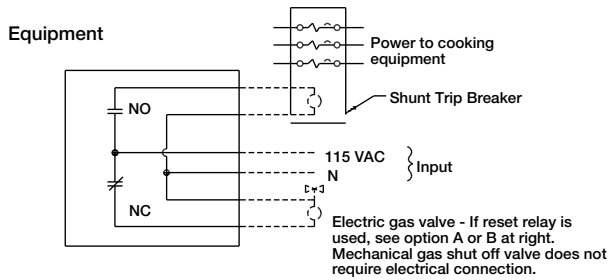 Equipment
Power to cooking
equipment
Shunt Trip Breaker
NO
115 VAC
N
Input
NC
Electric gas valve - If reset relay is
used, see option A or B at right.
Mechanical gas shut off valve does not
require electrical connection.